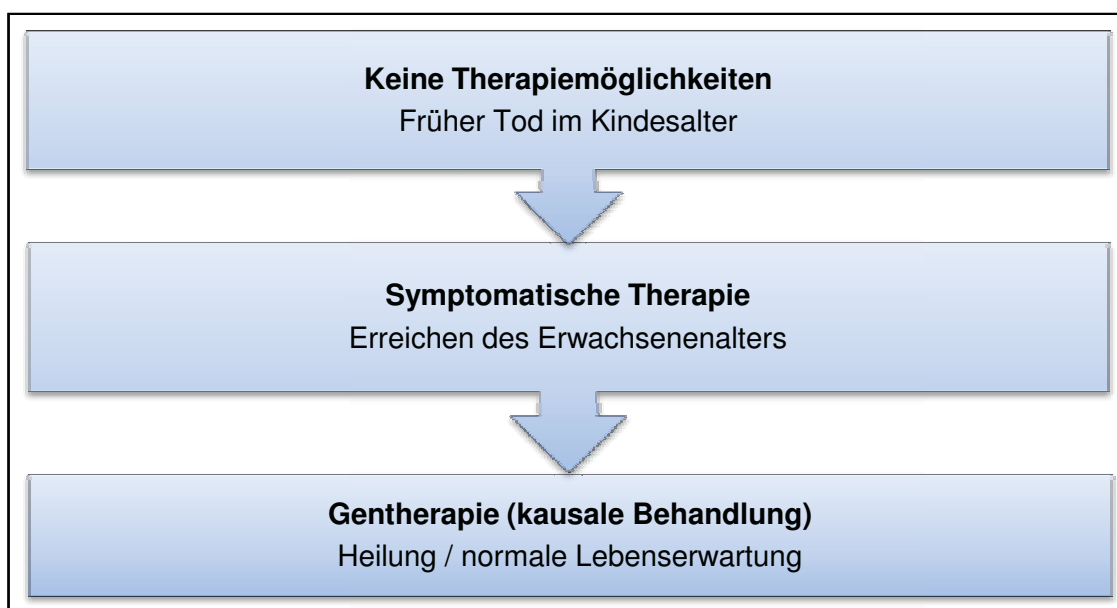 Keine Therapiemöglichkeiten
Früher Tod im Kindesalter
Symptomatische Therapie
Erreichen des Erwachsenenalters
Gentherapie (kausale Behandlung)
Heilung / normale Lebenserwartung